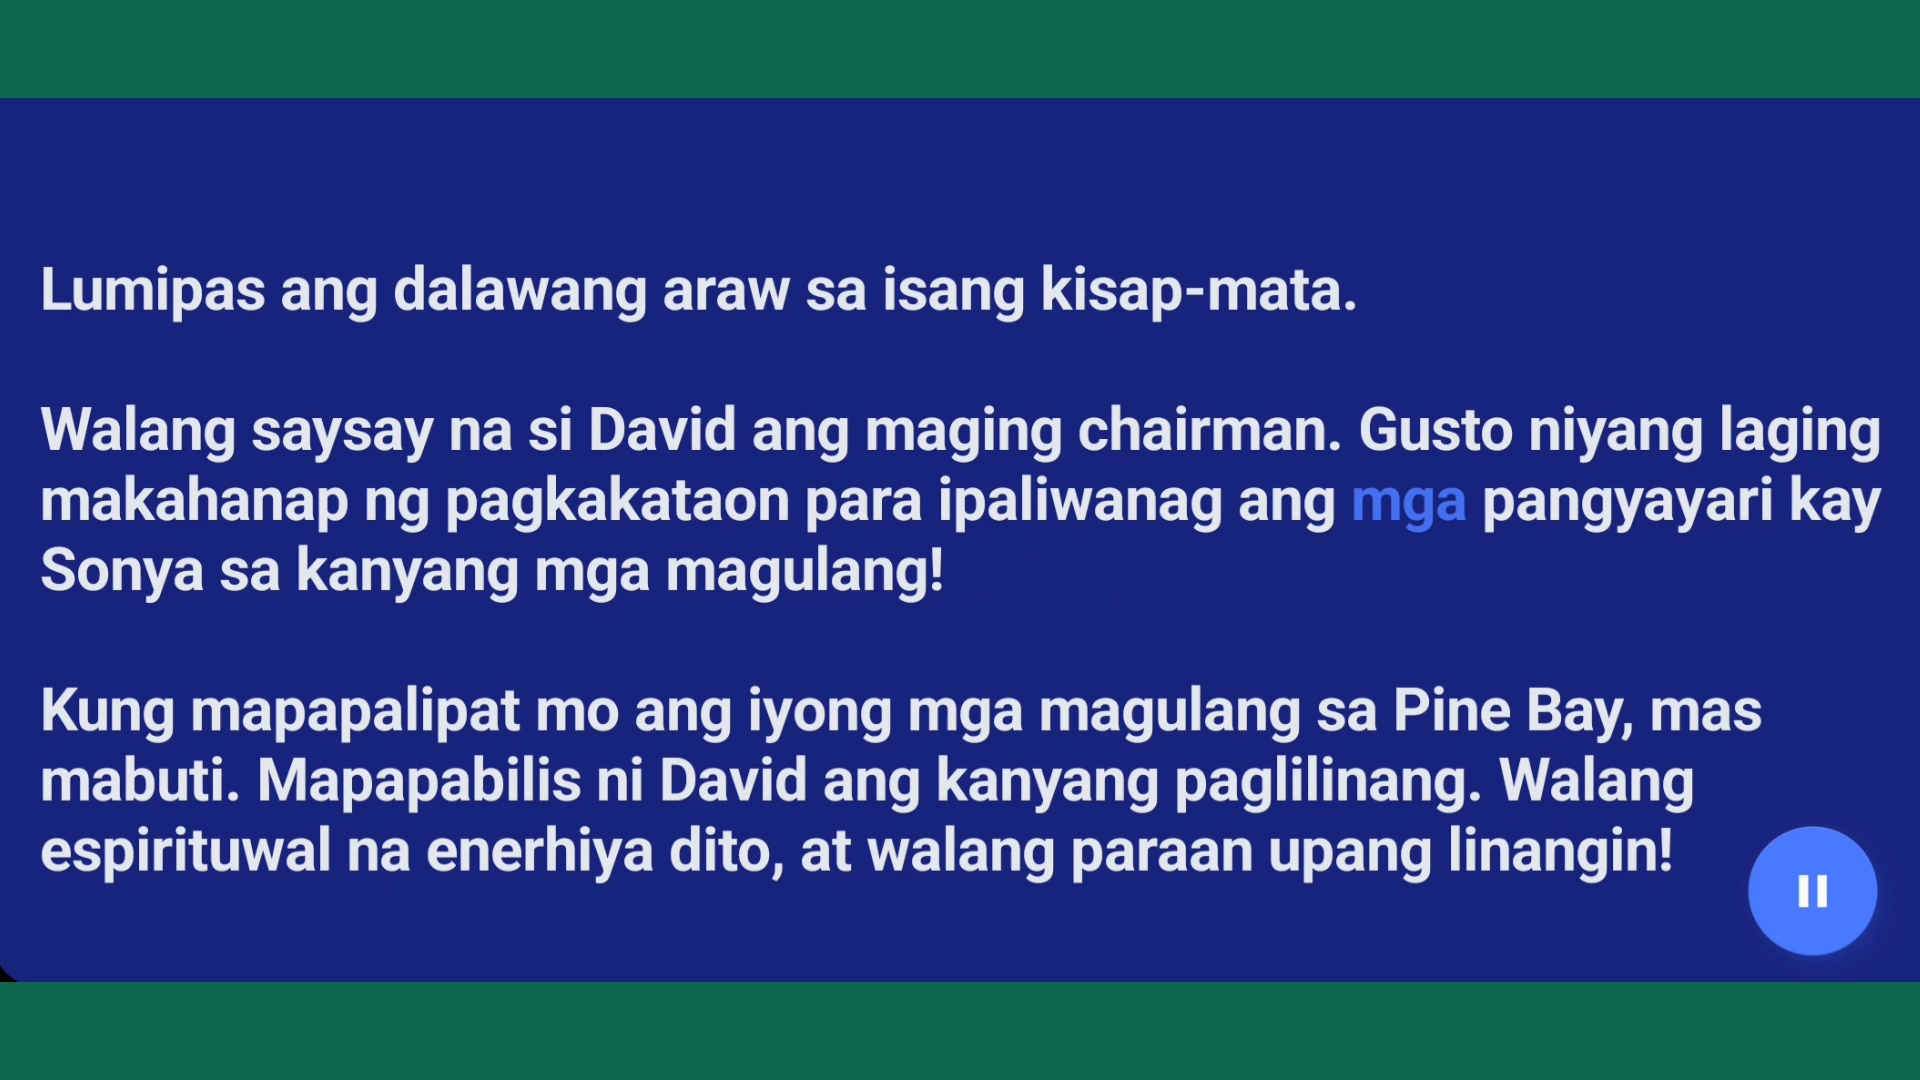 Lumipas ang dalawang araw sa isang kisap-mata.
Walang saysay na si David ang maging chairman. Gusto niyang laging
makahanap ng pagkakataon para ipaliwanag ang mga pangyayari kay
Sonya sa kanyang mga magulang!
Kung mapapalipat mo ang iyong mga magulang sa Pine Bay, mas
mabuti. Mapapabilis ni David ang kanyang paglilinang. Walang
espirituwal na enerhiya dito, at walang paraan upang linangin!